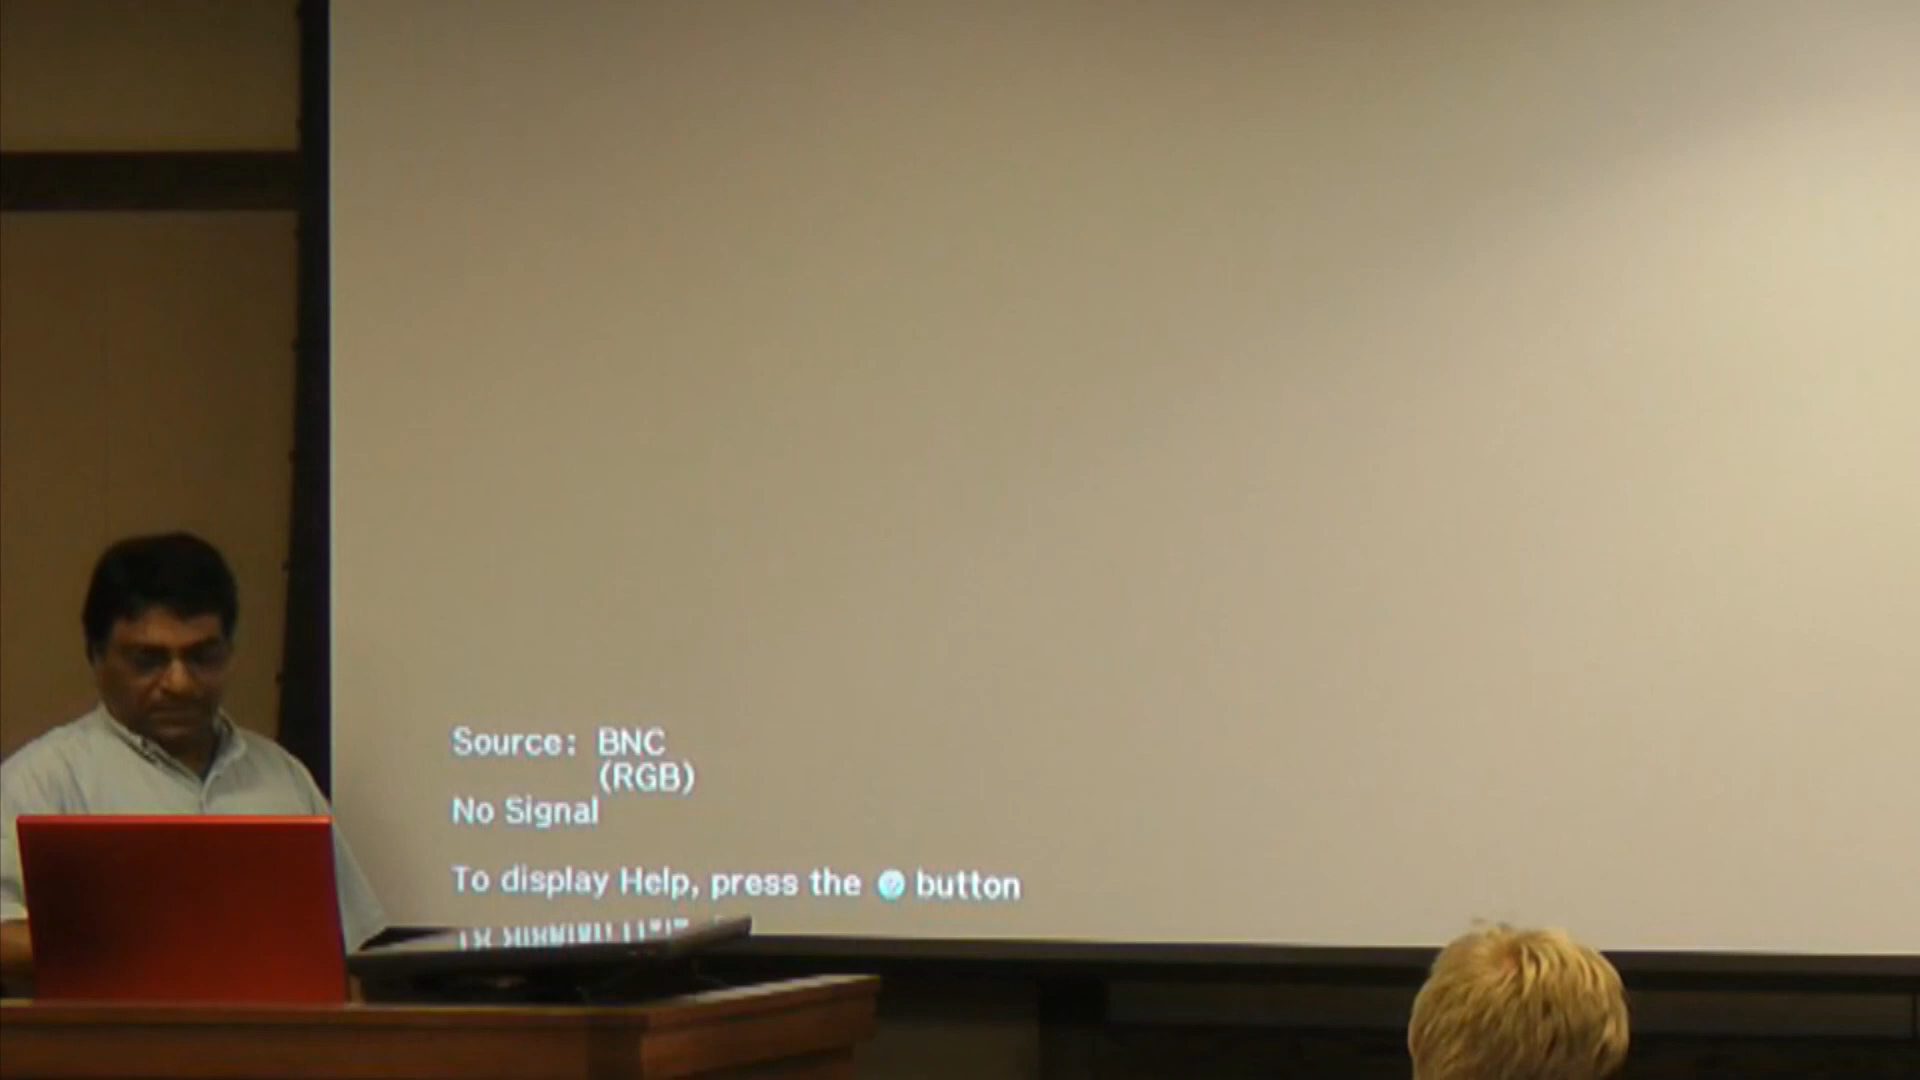 Source: BNC
(RGB)
No Signal
To display Help, press the ? button